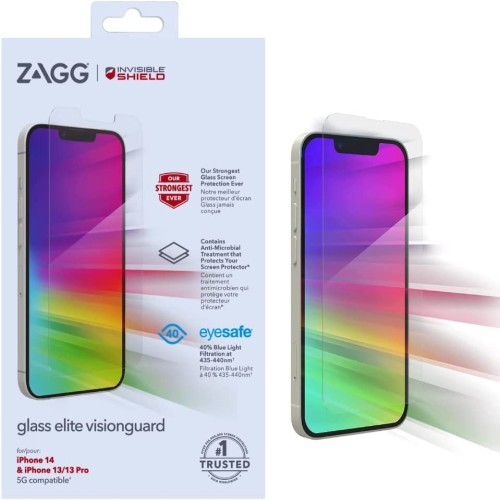 ZAGG | INVISIBLE SHIELD
OUR
STRONGEST
EVER
Our Strongest
Glass Screen
Protection Ever
Notre meilleur
protecteur d'écran
Glass jamais
conçue
Contains
Anti-Microbial
Treatment that
Protects Your
Screen Protector*
Contient un
traitement
antimicrobien qui
protège votre
protecteur
d'écran*
40
eyesafe®
40% Blue Light
Filtration at
435-440nm†
Filtration Blue Light
à 40 % 435-440nm†
glass elite visionguard
for/pour:
iPhone 14
& iPhone 13/13 Pro
5G compatible
#1
TRUSTED